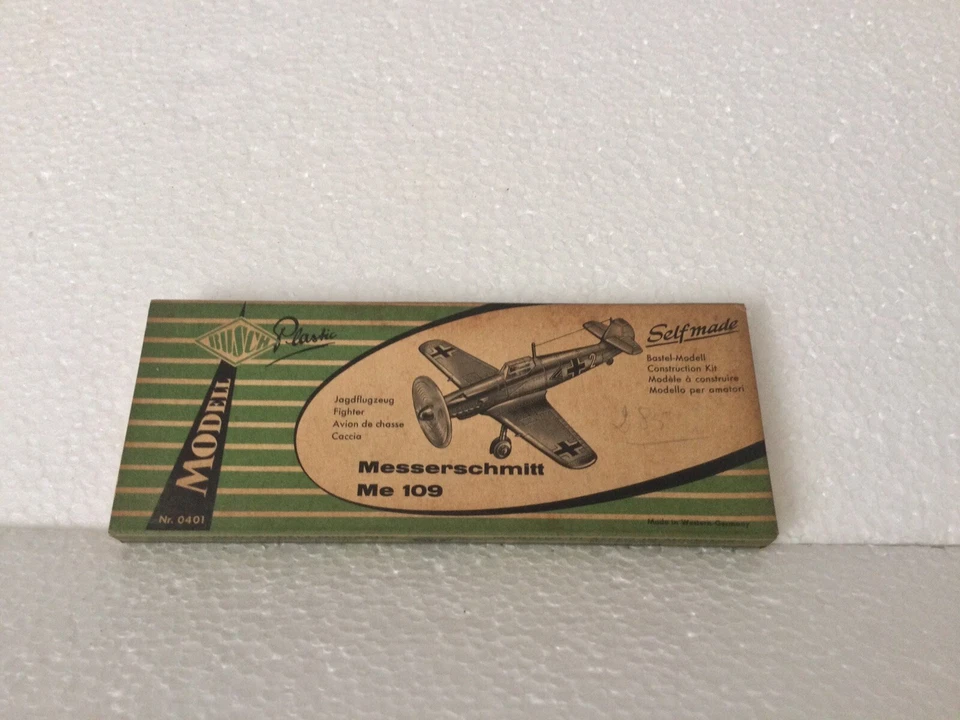 BUSCH
Plastic
MODELL
Nr. 0401
Jagdflugzeug
Fighter
Avion de chasse
Caccia
2
Messerschmitt
Me 109
Selfmade
Bastel-Modell
Construction Kit
Modèle à construire
Modello per amatori
Made in Western Germany